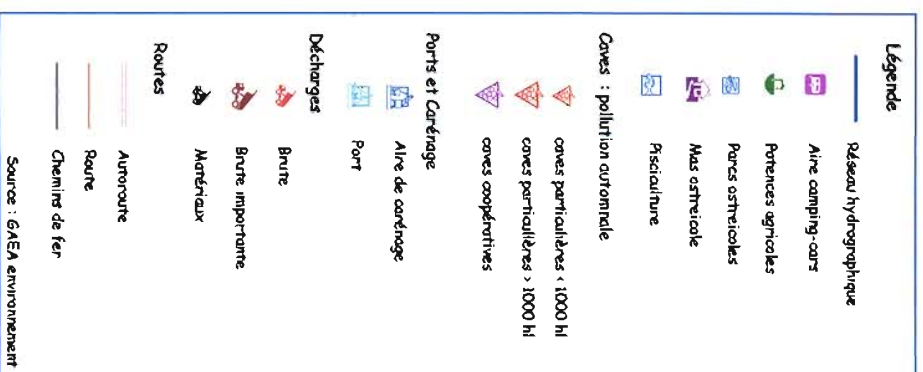 Légende
Réseau hydrographique
Aire camping-cars
Potences agricoles
Parcs ostreicoles
Mas ostreicole
Pisciculture
Caves : pollution automnale
caves particulières < 1000 hl
caves particulières > 1000 hl
caves coopératives
Ports et Carénage
Aire de carénage
Port
Décharges
Brute
Brute importante
Matériaux
Routes
Autoroute
Route
Chemins de fer
Source : GAEA environnement